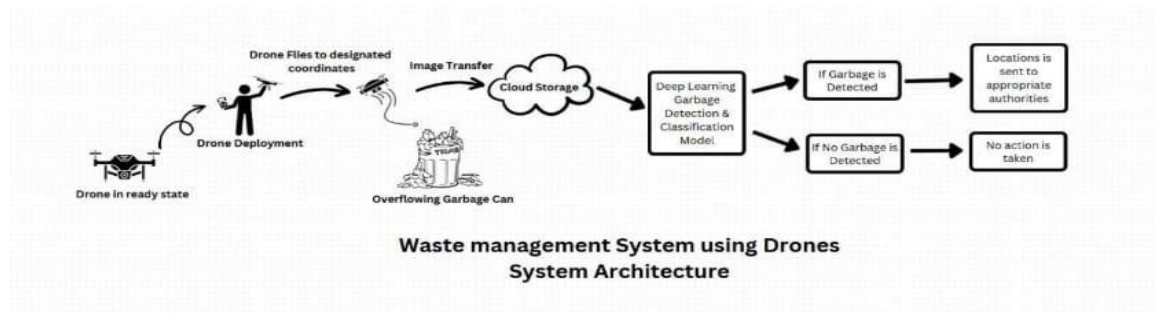 Drone in ready state
Drone Deployment
Drone Flies to designated
coordinates
Overflowing Garbage Can
Image Transfer
Cloud Storage
Deep Learning
Garbage
Detection &
Classification
Model.
If Garbage is
Detected
Locations is
sent to
appropriate
authorities
If No Garbage is
Detected
No action is
taken
Waste management System using Drones
System Architecture